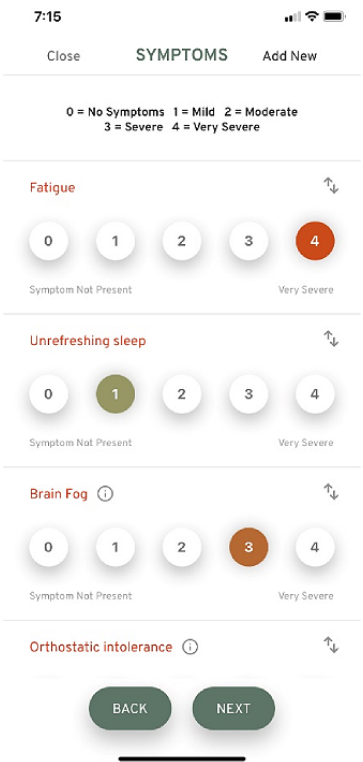 7:15
Close SYMPTOMS Add New
0 = No Symptoms 1 = Mild 2 = Moderate
3 = Severe 4 = Very Severe
Fatigue
0 1 2 3 4
Symptom Not Present Very Severe
Unrefreshing sleep
0 1 2 3 4
Symptom Not Present Very Severe
Brain Fog
0 1 2 3 4
Symptom Not Present Very Severe
Orthostatic intolerance
BACK NEXT